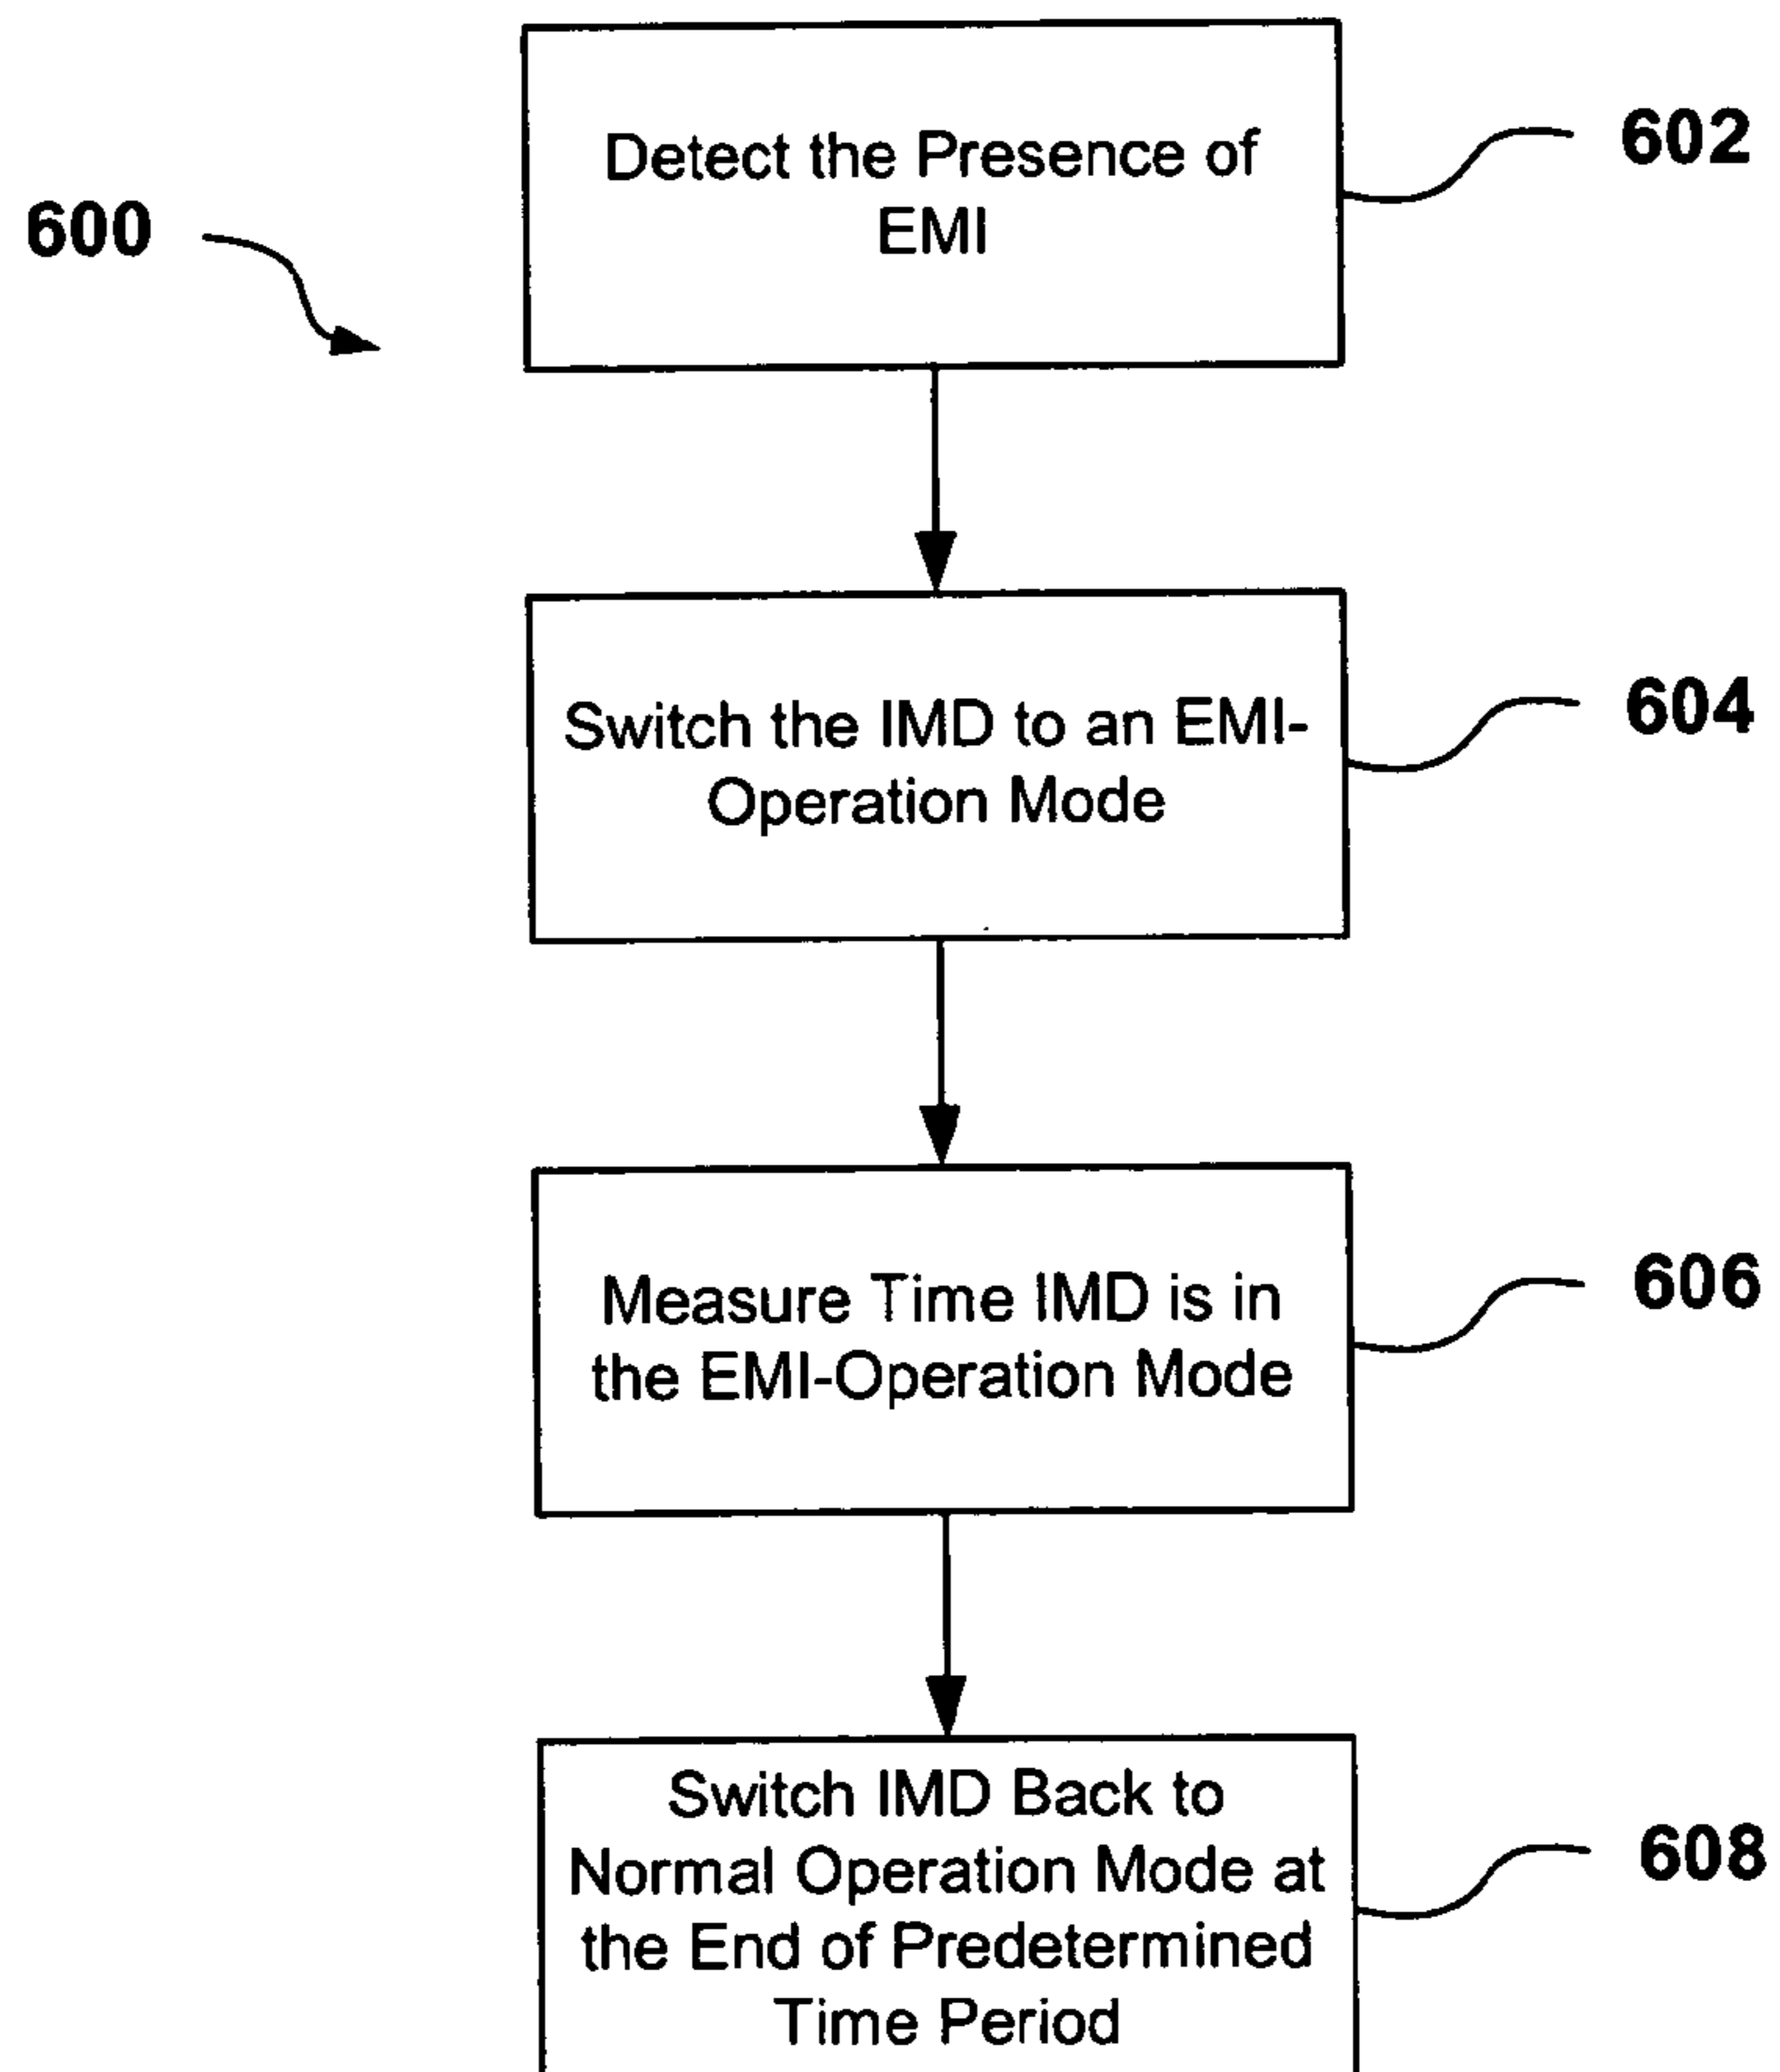 Detect the Presence of
EMI
602
600
Switch the IMD to an EMI-
Operation Mode
604
Measure Time IMD is in
the EMI-Operation Mode
606
Switch IMD Back to
Normal Operation Mode at
the End of Predetermined
Time Period
608